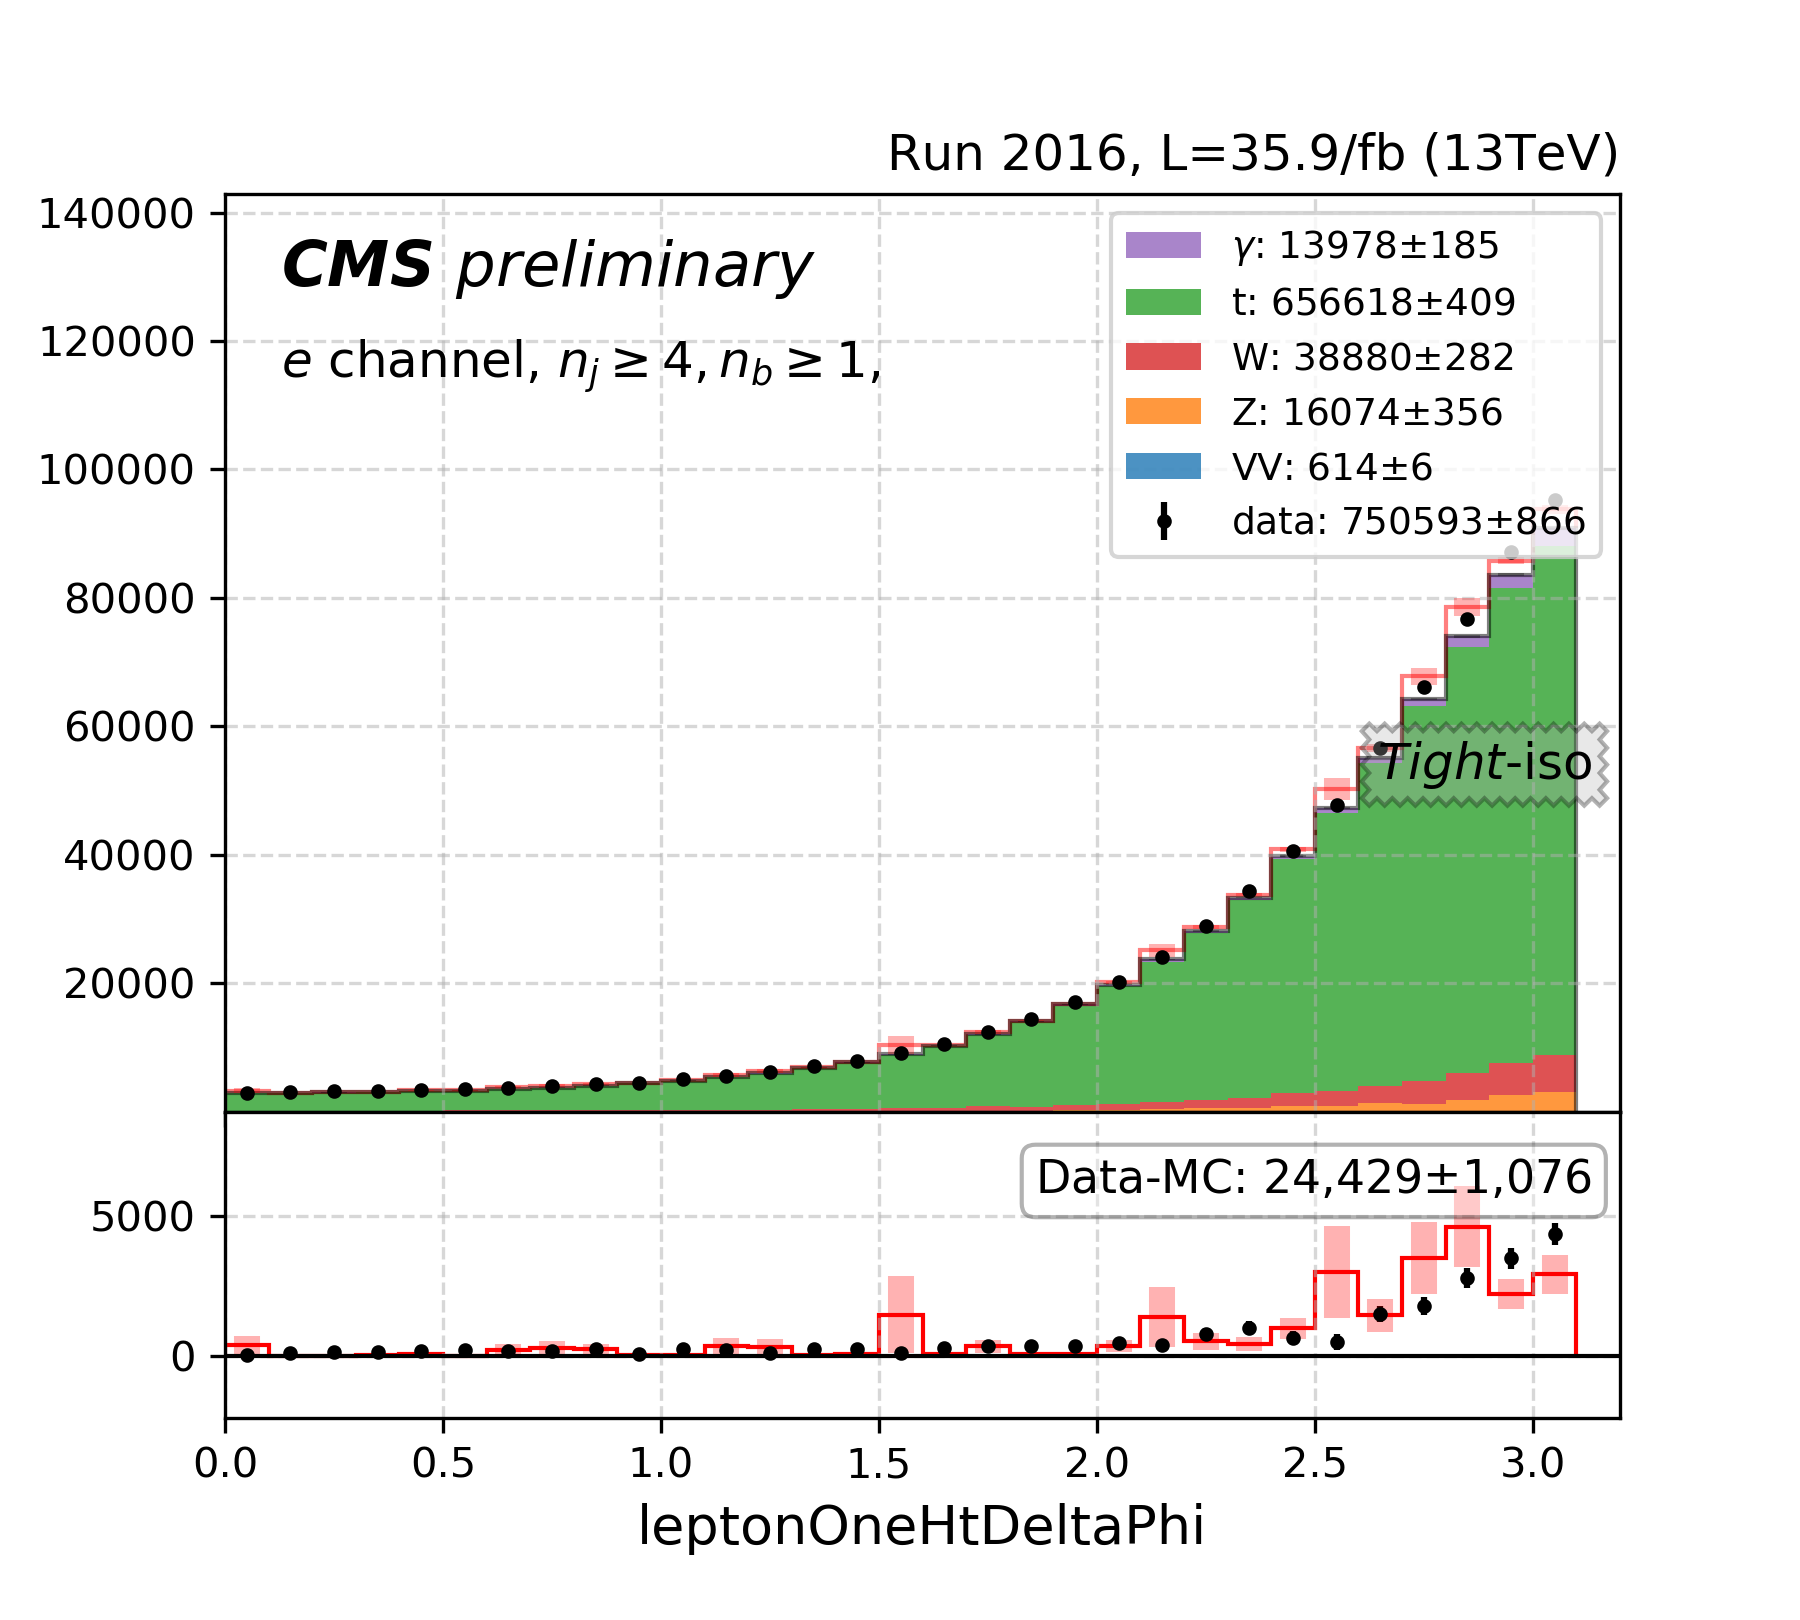 Run 2016, L=35.9/fb (13TeV)
140000
120000
100000
80000
60000
40000
20000
CMS preliminary
e channel, n_j ≥ 4, n_b ≥ 1,
γ: 13978±185
t: 656618±409
W: 38880±282
Z: 16074±356
VV: 614±6
data: 750593±866
Tight-iso
Data-MC: 24,429±1,076
5000
0
0.0 0.5 1.0 1.5 2.0 2.5 3.0
leptonOneHtDeltaPhi